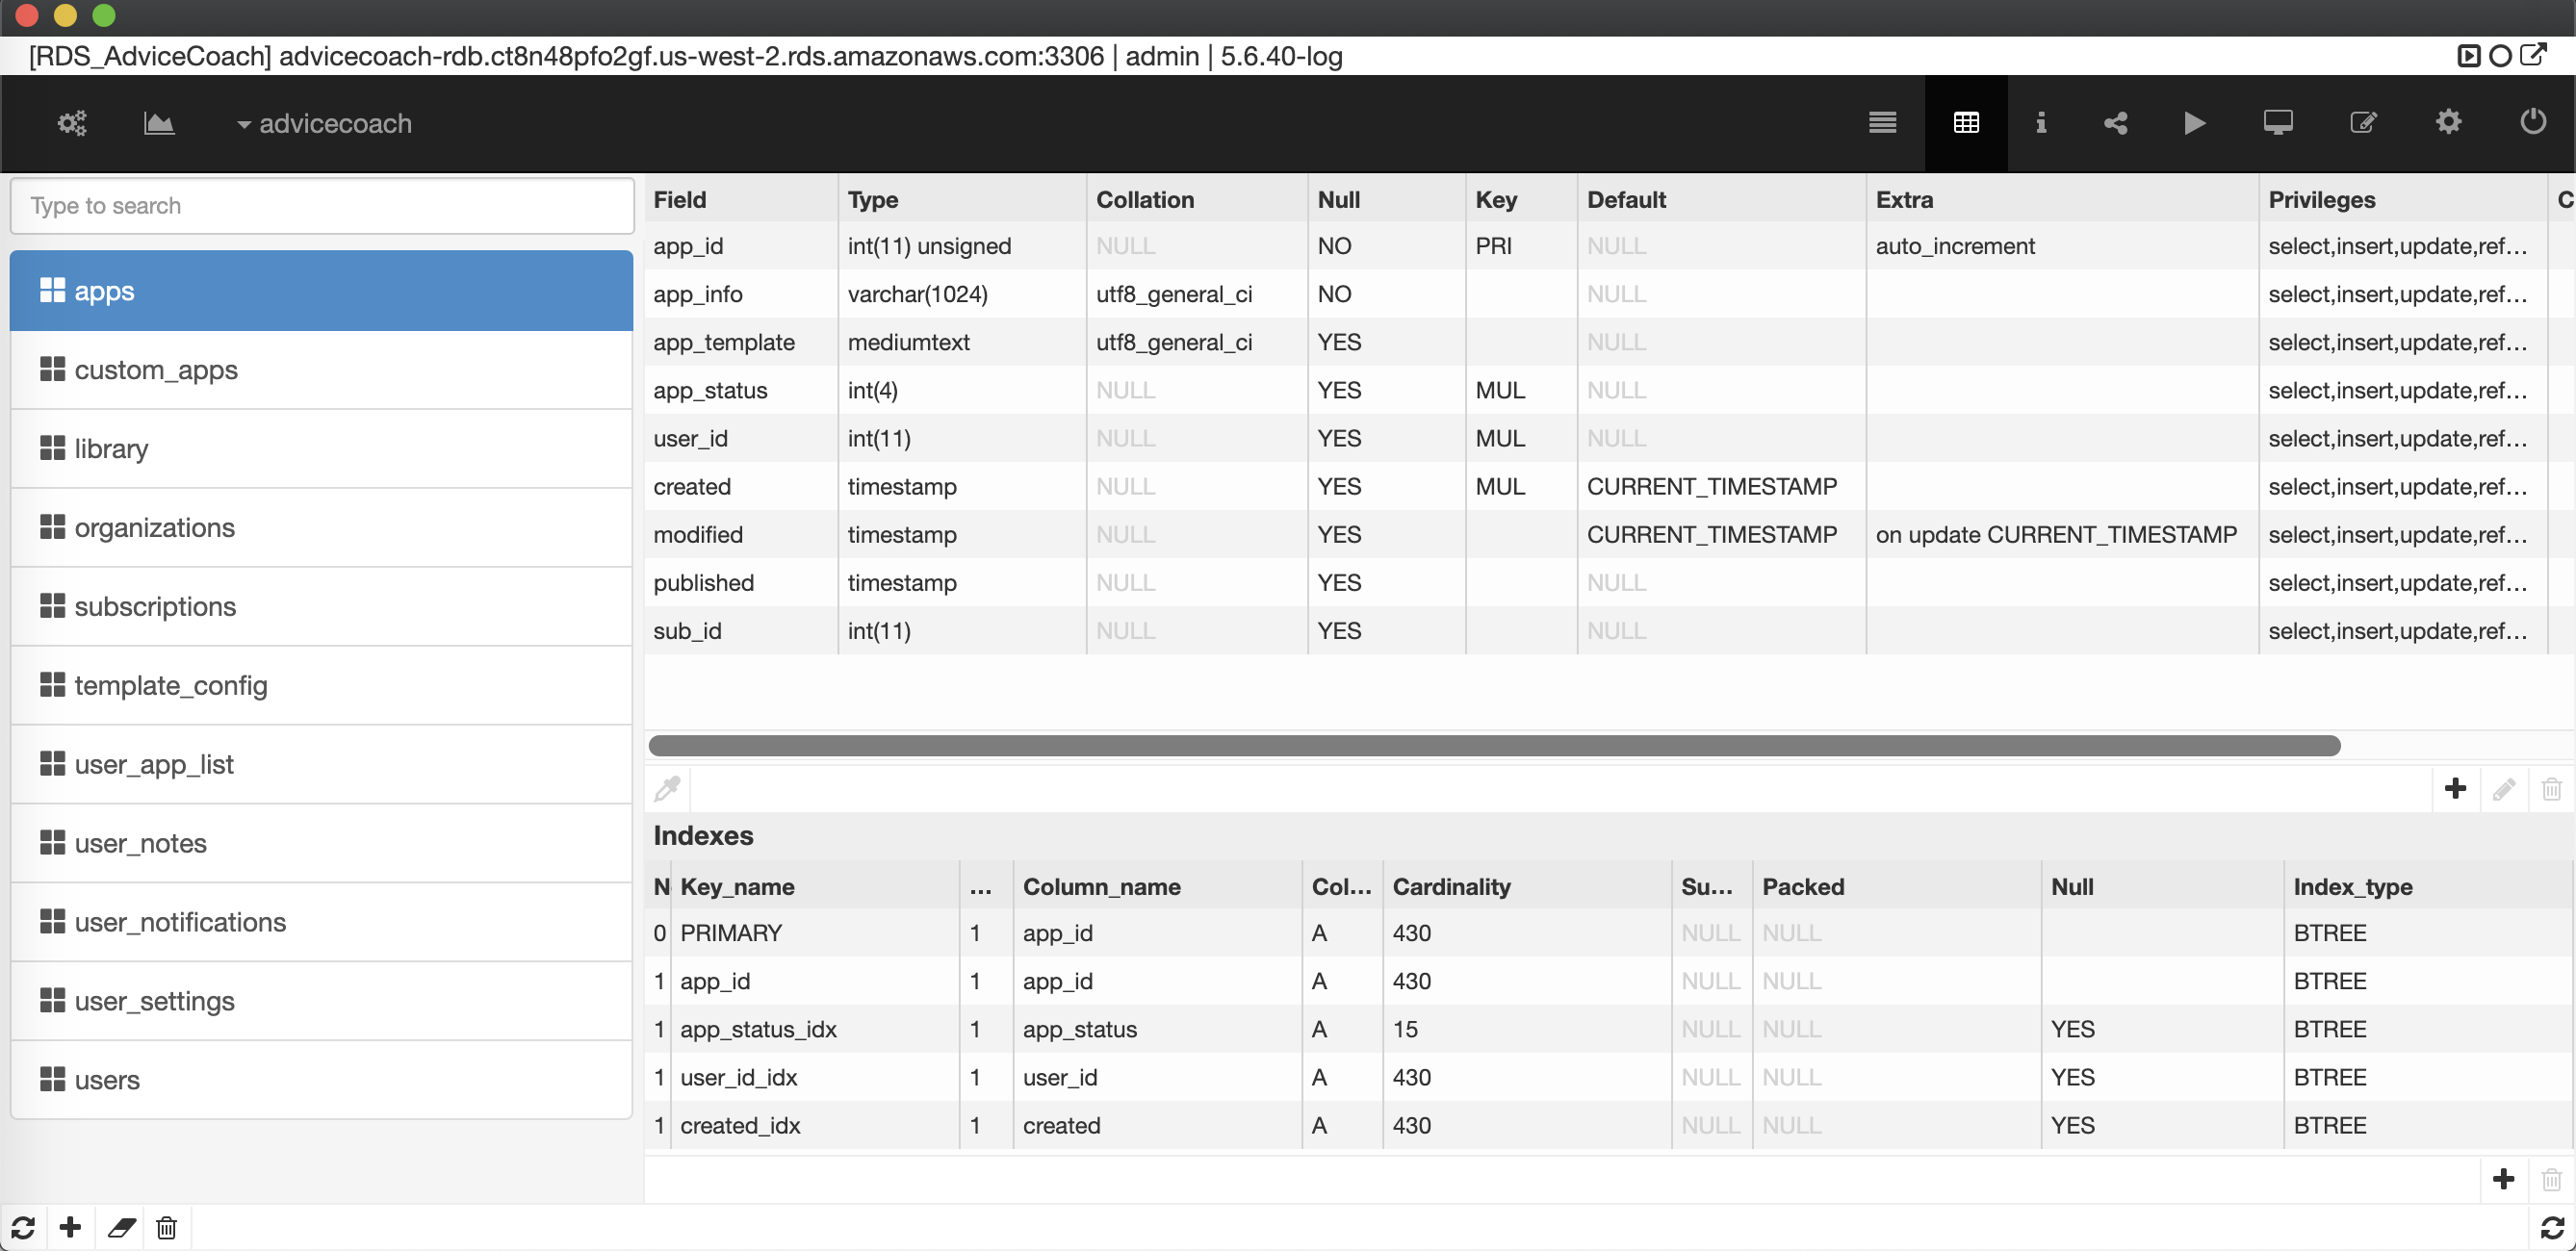 [RDS_AdviceCoach] advicecoach-rdb.ct8n48pfo2gf.us-west-2.rds.amazonaws.com:3306 | admin | 5.6.40-log
advicecoach
Type to search
apps
custom_apps
library
organizations
subscriptions
template_config
user_app_list
user_notes
user_notifications
user_settings
users
Field Type Collation Null Key Default Extra Privileges C
app_id int(11) unsigned NULL NO PRI NULL auto_increment select,insert,update,ref...
app_info varchar(1024) utf8_general_ci NO NULL select,insert,update,ref...
app_template mediumtext utf8_general_ci YES NULL select,insert,update,ref...
app_status int(4) NULL YES MUL NULL select,insert,update,ref...
user_id int(11) NULL YES MUL NULL select,insert,update,ref...
created timestamp NULL YES MUL CURRENT_TIMESTAMP select,insert,update,ref...
modified timestamp NULL YES CURRENT_TIMESTAMP on update CURRENT_TIMESTAMP select,insert,update,ref...
published timestamp NULL YES NULL select,insert,update,ref...
sub_id int(11) NULL YES NULL select,insert,update,ref...
Indexes
N Key_name ... Column_name Col... Cardinality Su... Packed Null Index_type
0 PRIMARY 1 app_id A 430 NULL NULL BTREE
1 app_id 1 app_id A 430 NULL NULL BTREE
1 app_status_idx 1 app_status A 15 NULL NULL YES BTREE
1 user_id_idx 1 user_id A 430 NULL NULL YES BTREE
1 created_idx 1 created A 430 NULL NULL YES BTREE